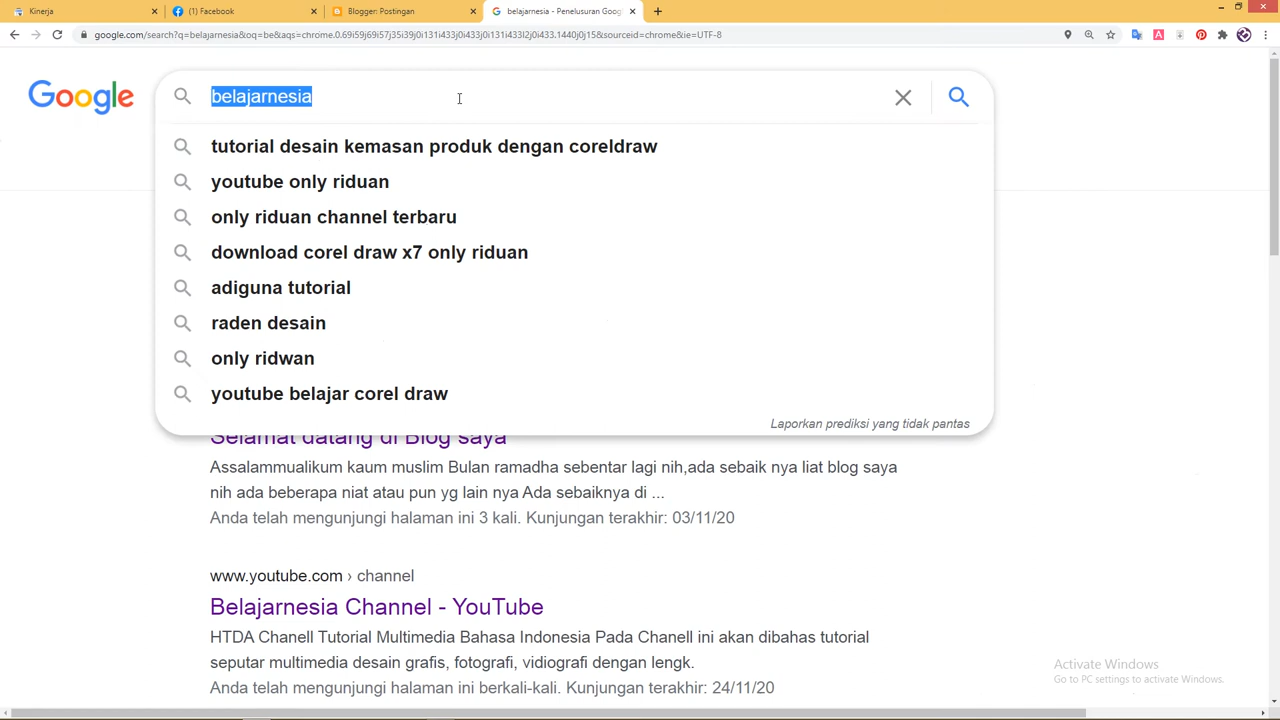 Kinerja
(1) Facebook
Blogger: Postingan
belajarnesia - Penelusuran Goog
google.com/search?q=belajarnesia&oq=be&aqs=chrome.0.69i59j69i57j35i39j0i131i433j0i433j0i131i433l2j0i433.1440j0j15&sourceid=chrome&ie=UTF-8
Google
belajarnesia
tutorial desain kemasan produk dengan coreldraw
youtube only riduan
only riduan channel terbaru
download corel draw x7 only riduan
adiguna tutorial
raden desain
only ridwan
youtube belajar corel draw
Laporkan prediksi yang tidak pantas
Selamat datang di Blog saya
Assalammualikum kaum muslim Bulan ramadha sebentar lagi nih,ada sebaik nya liat blog saya
nih ada beberapa niat atau pun yg lain nya Ada sebaiknya di ...
Anda telah mengunjungi halaman ini 3 kali. Kunjungan terakhir: 03/11/20
www.youtube.com › channel
Belajarnesia Channel - YouTube
HTDA Chanell Tutorial Multimedia Bahasa Indonesia Pada Chanell ini akan dibahas tutorial
seputar multimedia desain grafis, fotografi, vidiografi dengan lengk.
Anda telah mengunjungi halaman ini berkali-kali. Kunjungan terakhir: 24/11/20
Activate Windows
Go to PC settings to activate Windows.